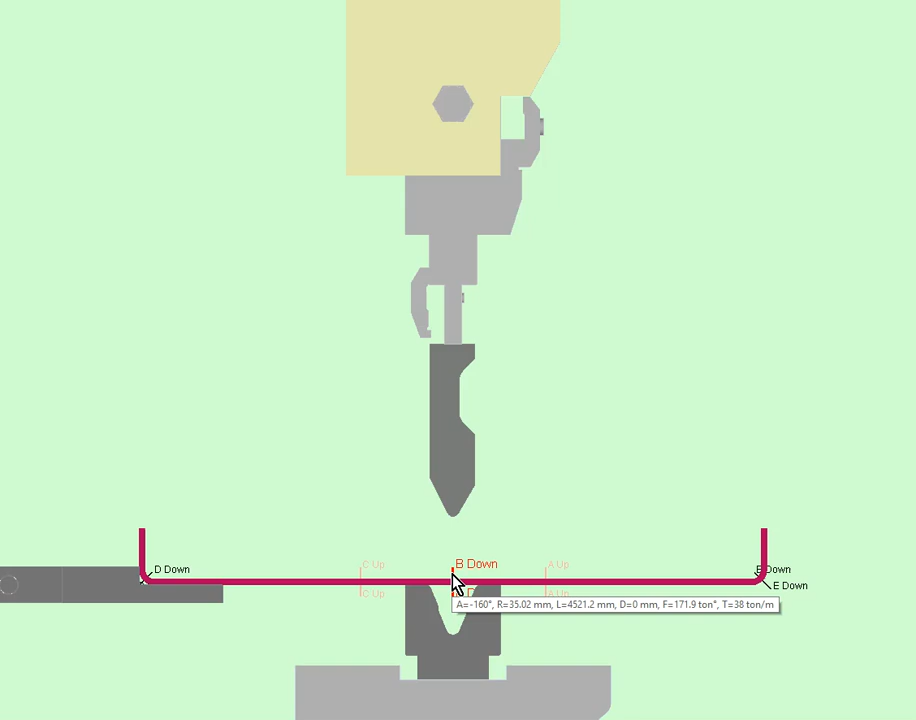 C Up
B Down
A Up
D Down
Down
E Down
C Up
A Up
A=-160°, R=35.02 mm, L=4521.2 mm, D=0 mm, F=171.9 ton*, T=38 ton/m